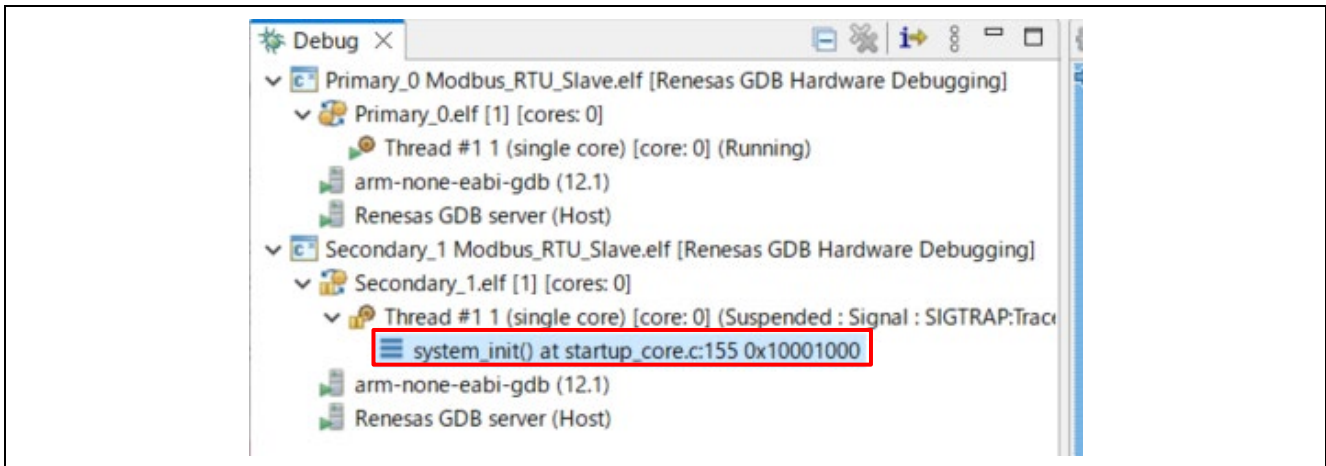 Debug
Primary_0 Modbus_RTU_Slave.elf [Renesas GDB Hardware Debugging]
Primary_0.elf [1] [cores: 0]
Thread #1 1 (single core) [core: 0] (Running)
arm-none-eabi-gdb (12.1)
Renesas GDB server (Host)
Secondary_1 Modbus_RTU_Slave.elf [Renesas GDB Hardware Debugging]
Secondary_1.elf [1] [cores: 0]
Thread #1 1 (single core) [core: 0] (Suspended : Signal : SIGTRAP:Trace
system_init() at startup_core.c:155 0x10001000
arm-none-eabi-gdb (12.1)
Renesas GDB server (Host)